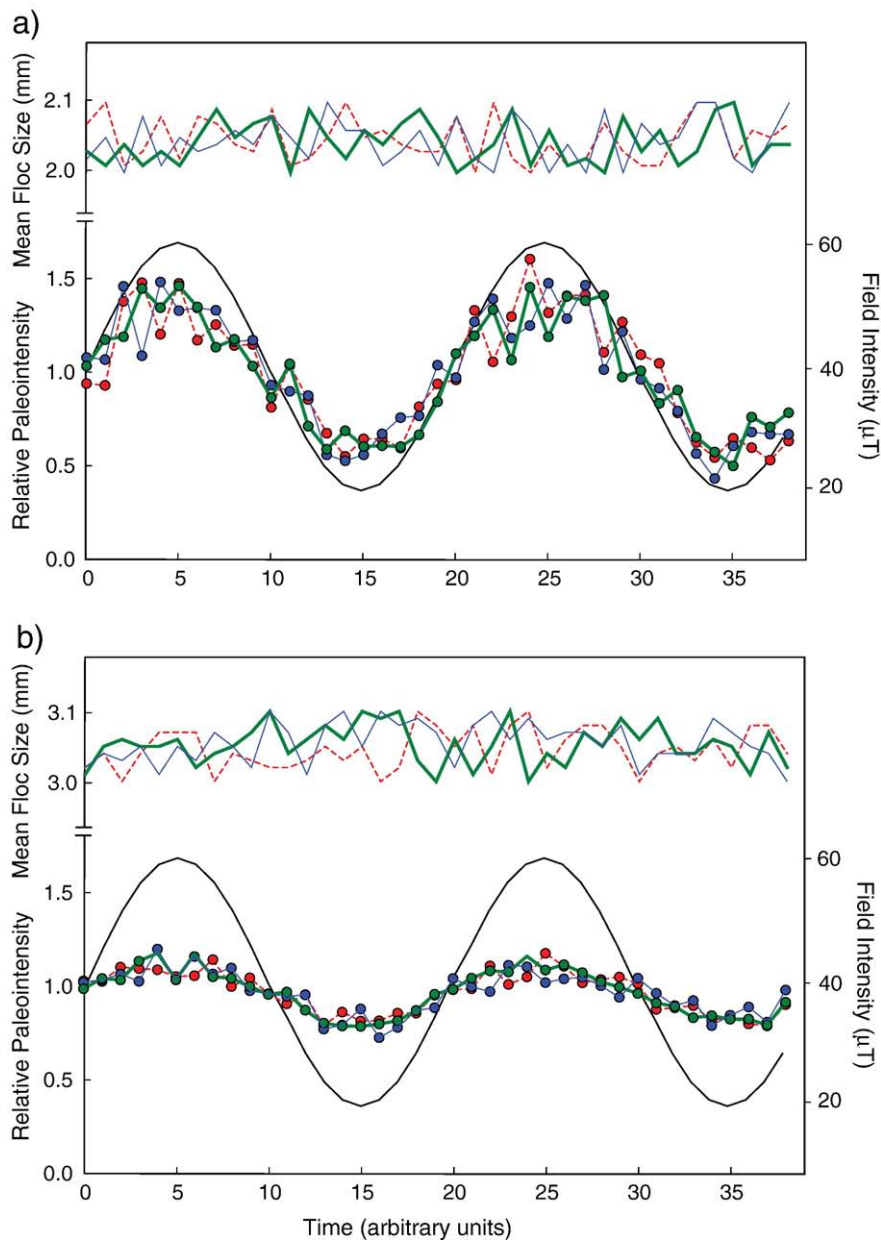 a)
Mean Floc Size (mm)
2.1
2.0
Relative Paleointensity
1.5
1.0
0.5
0.0
Field Intensity (μT)
60
40
20
0 5 10 15 20 25 30 35
b)
Mean Floc Size (mm)
3.1
3.0
Relative Paleointensity
1.5
1.0
0.5
0.0
Field Intensity (μT)
60
40
20
0 5 10 15 20 25 30 35
Time (arbitrary units)